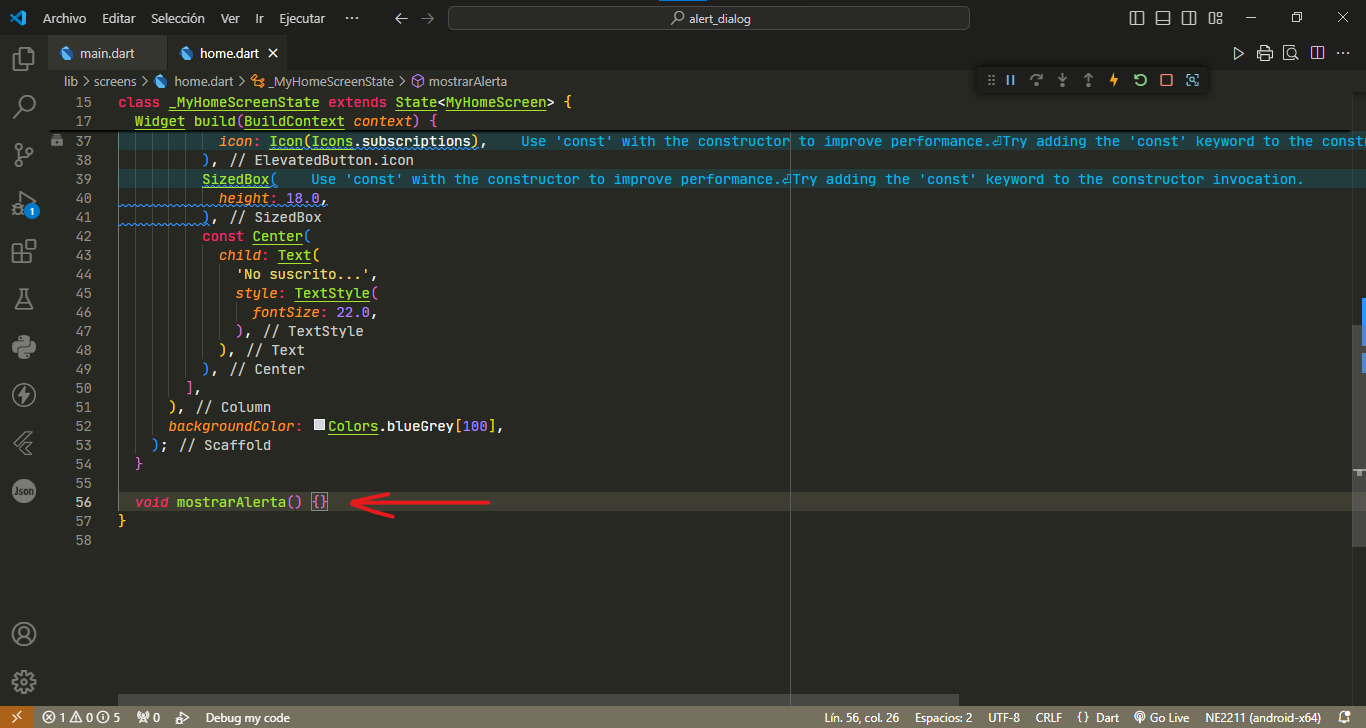 Archivo Editar Selección Ver Ir Ejecutar ··· alert_dialog
main.dart home.dart
lib > screens > home.dart > _MyHomeScreenState > mostrarAlerta
15 class _MyHomeScreenState extends State<MyHomeScreen> {
17 Widget build(BuildContext context) {
37 icon: Icon(Icons.subscriptions), Use 'const' with the constructor to improve performance.⏎Try adding the 'const' keyword to the const
38 ), // ElevatedButton.icon
39 SizedBox( Use 'const' with the constructor to improve performance.⏎Try adding the 'const' keyword to the constructor invocation.
40 height: 18.0,
41 ), // SizedBox
42 const Center(
43 child: Text(
44 'No suscrito...',
45 style: TextStyle(
46 fontSize: 22.0,
47 ), // TextStyle
48 ), // Text
49 ), // Center
50 ],
51 ), // Column
52 backgroundColor: Colors.blueGrey[100],
53 ); // Scaffold
54 }
55
56 void mostrarAlerta() {}
57 }
58
1
Json
1 0 5 0 Debug my code Lín. 56, col. 26 Espacios: 2 UTF-8 CRLF {} Dart Go Live NE2211 (android-x64)